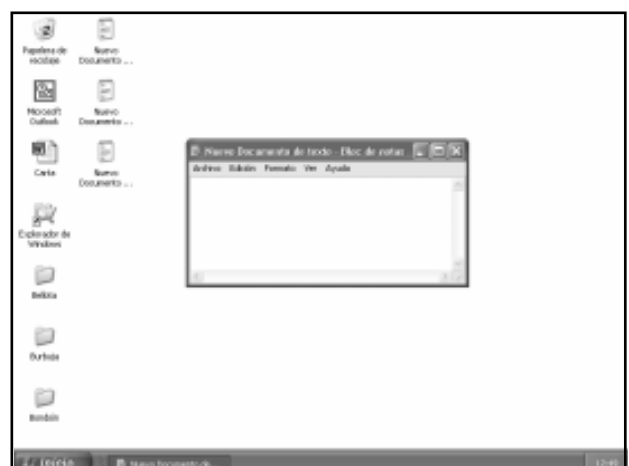 Papelera de
reciclaje
Nuevo
Documento ...
Microsoft
Outlook
Nuevo
Documento ...
Carta
Nuevo
Documento ...
Explorador de
Windows
Bellota
Burbuja
Bombón
Nuevo Documento de texto - Bloc de notas
Archivo Edición Formato Ver Ayuda
Inicio
Nuevo Documento de...